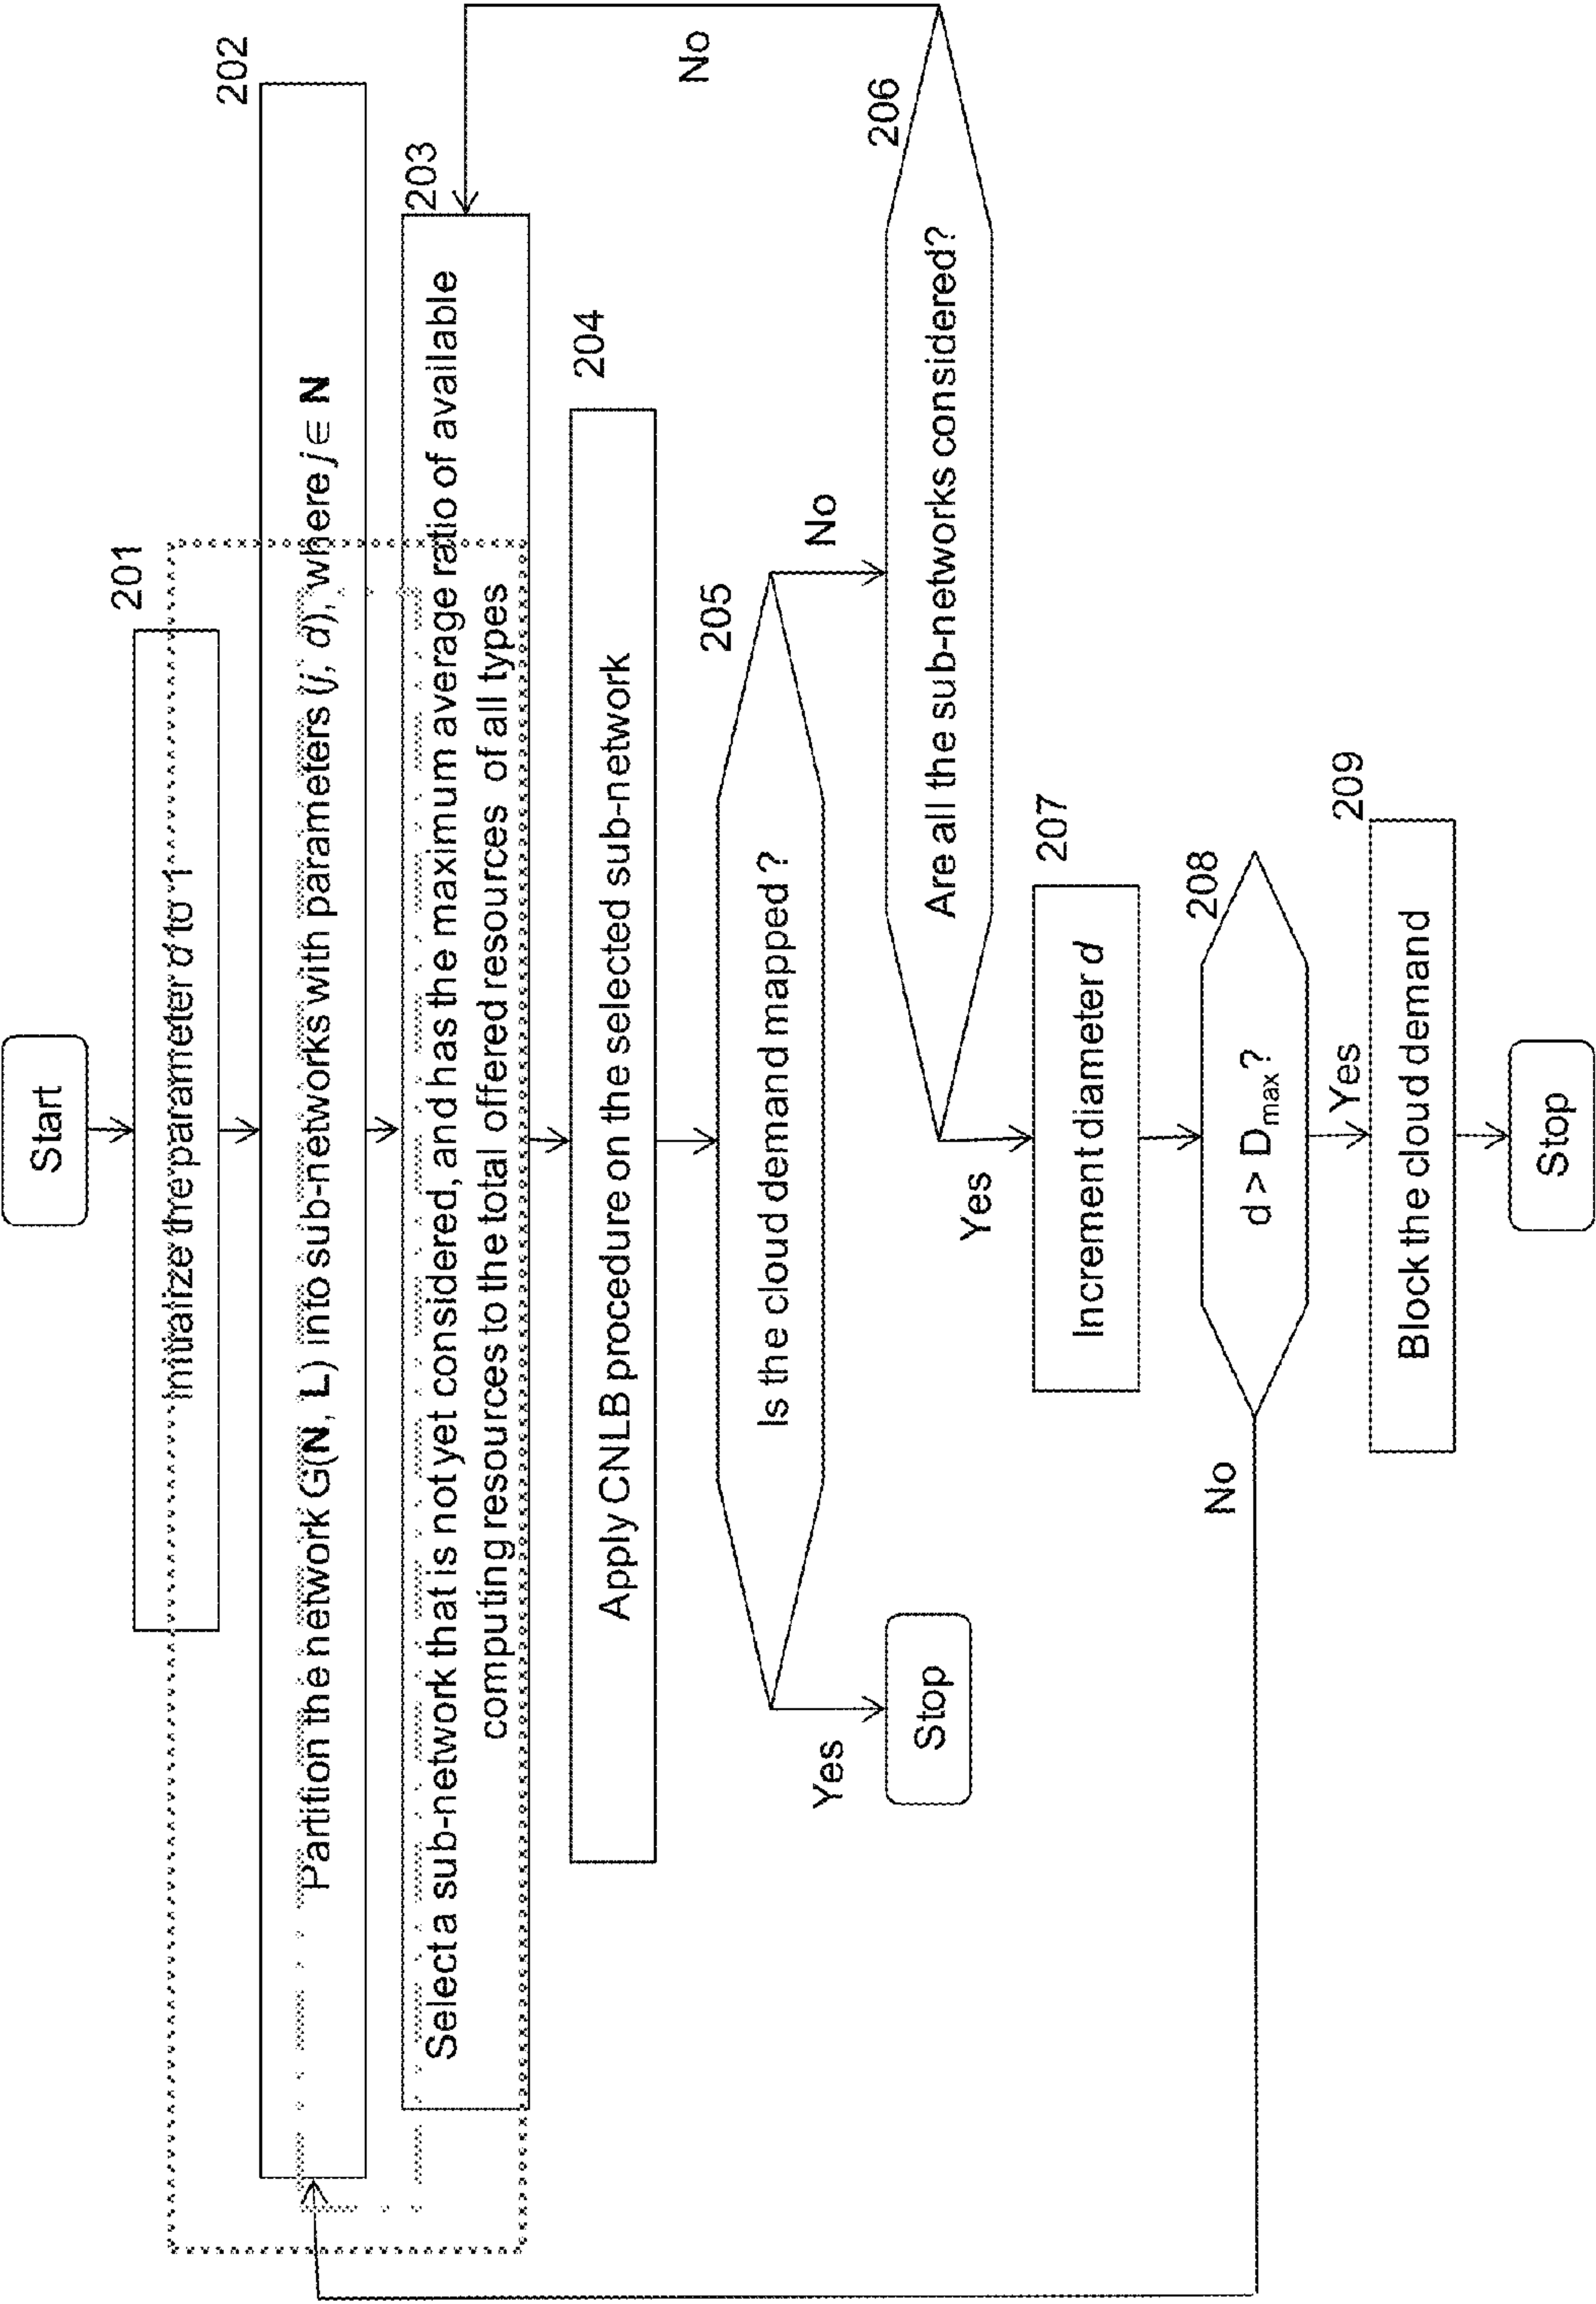 Start
201
Initialize the parameter d to 1
202
Partition the network G(N, L) into sub-networks with parameters (j, d), where j ∈ N
203
Select a sub-network that is not yet considered, and has the maximum average ratio of available
computing resources to the total offered resources of all types
204
Apply CNLB procedure on the selected sub-network
205
Is the cloud demand mapped ?
Yes
No
Stop
206
Are all the sub-networks considered?
No
Yes
207
Increment diameter d
208
d > Dmax?
No
Yes
209
Block the cloud demand
Stop